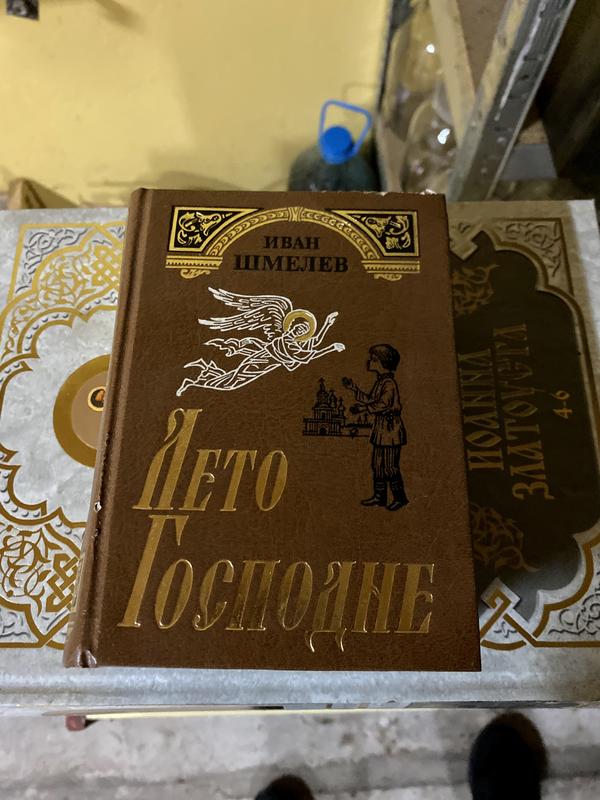 ИВАН
ШМЕЛЕВ
Лето
Господне
ИОАННА
ЗЛАТОУСТА
4-6